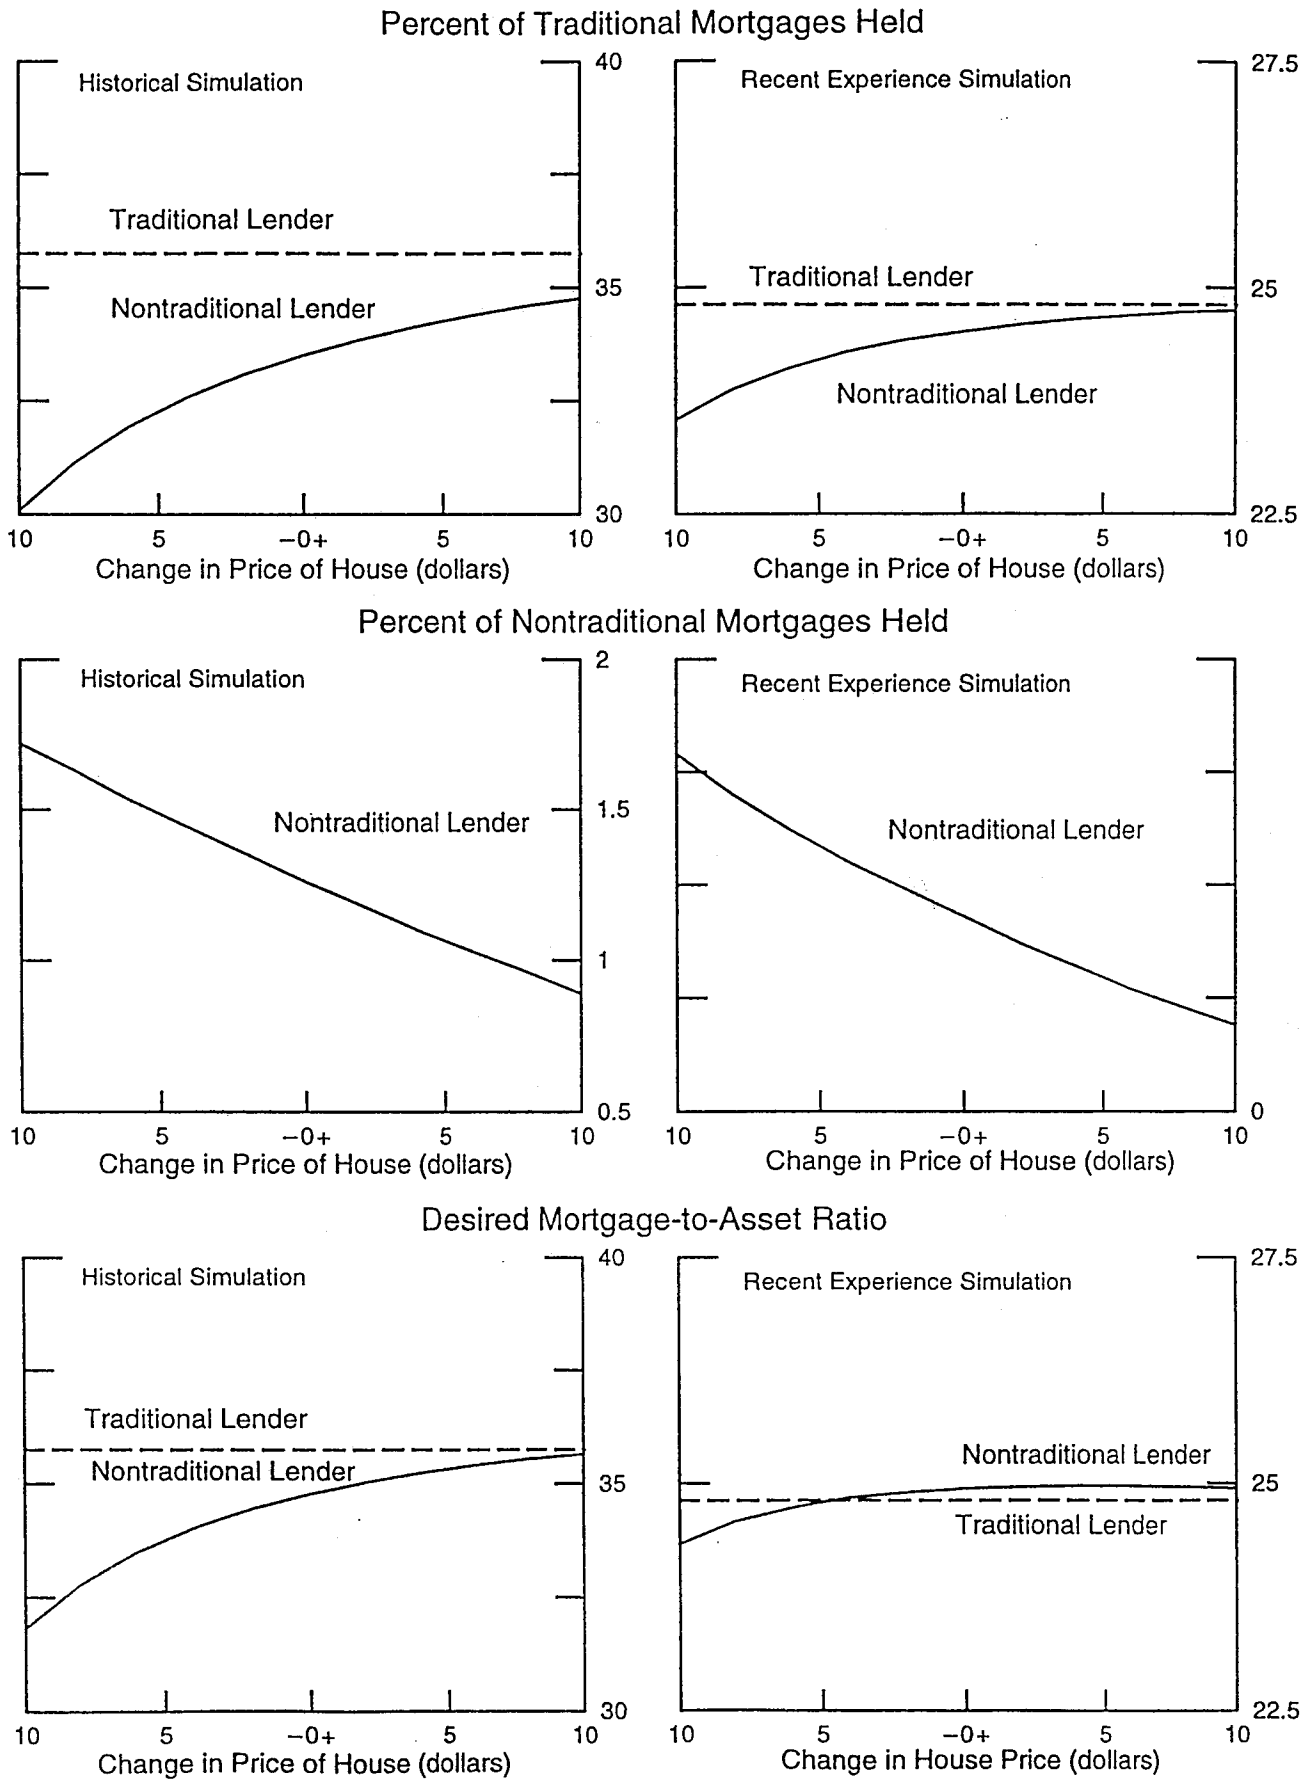 Percent of Traditional Mortgages Held
Historical Simulation
40
Traditional Lender
35
Nontraditional Lender
30
10 5 −0+ 5 10
Change in Price of House (dollars)
Recent Experience Simulation
27.5
Traditional Lender
25
Nontraditional Lender
22.5
10 5 −0+ 5 10
Change in Price of House (dollars)
Percent of Nontraditional Mortgages Held
Historical Simulation
2
Nontraditional Lender
1.5
1
0.5
10 5 −0+ 5 10
Change in Price of House (dollars)
Recent Experience Simulation
Nontraditional Lender
0
10 5 −0+ 5 10
Change in Price of House (dollars)
Desired Mortgage-to-Asset Ratio
Historical Simulation
40
Traditional Lender
Nontraditional Lender
35
30
10 5 −0+ 5 10
Change in Price of House (dollars)
Recent Experience Simulation
27.5
Nontraditional Lender
25
Traditional Lender
22.5
10 5 −0+ 5 10
Change in House Price (dollars)